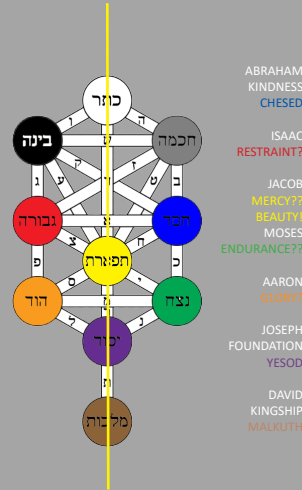 כתר
ו ה
בינה ש חכמה
ק
ע ט
ג ב
גבורה א חסד
צ ח
פ תפארת כ
ס י
הוד מ נצח
ל נ
יסוד
ת
מלכות
ABRAHAM
KINDNESS
CHESED
ISAAC
RESTRAINT?
JACOB
MERCY??
BEAUTY!
MOSES
ENDURANCE??
AARON
JOSEPH
FOUNDATION
YESOD
DAVID
KINGSHIP
MALKUTH